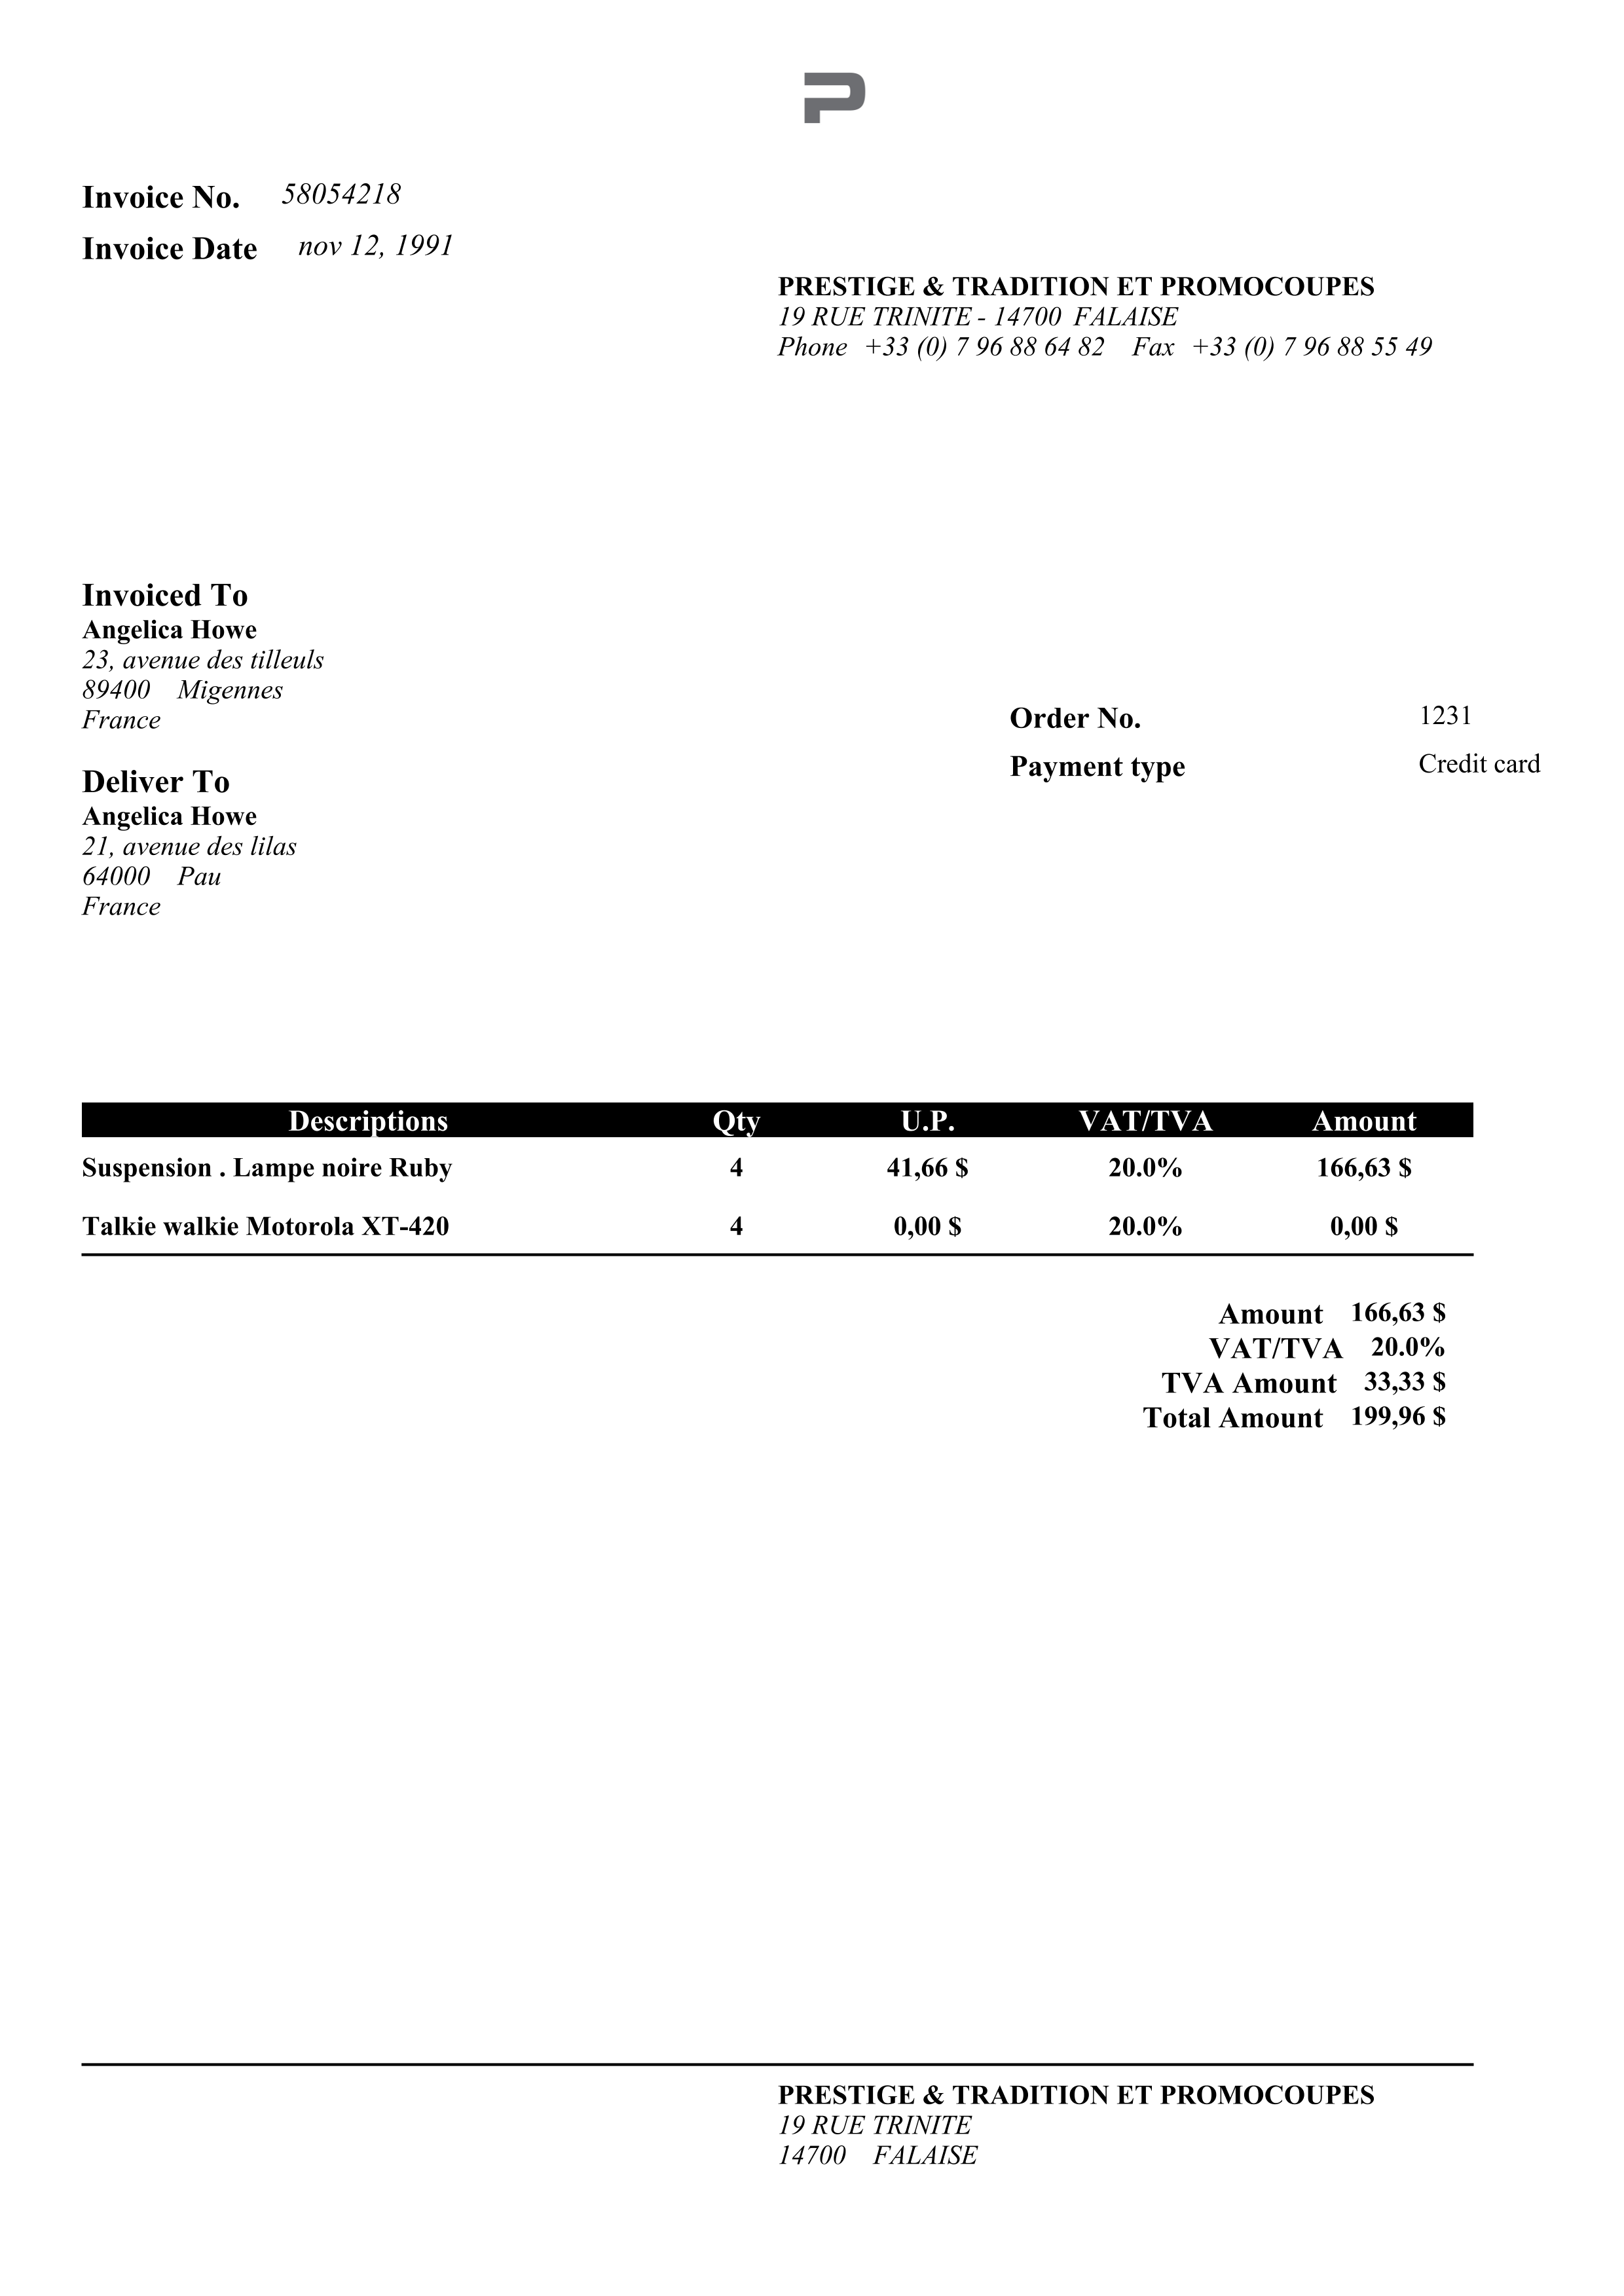 P
Invoice No. 58054218
Invoice Date nov 12, 1991
PRESTIGE & TRADITION ET PROMOCOUPES
19 RUE TRINITE - 14700 FALAISE
Phone +33 (0) 7 96 88 64 82 Fax +33 (0) 7 96 88 55 49
Invoiced To
Angelica Howe
23, avenue des tilleuls
89400 Migennes
France
Order No. 1231
Payment type Credit card
Deliver To
Angelica Howe
21, avenue des lilas
64000 Pau
France
Descriptions Qty U.P. VAT/TVA Amount
Suspension . Lampe noire Ruby 4 41,66 $ 20.0% 166,63 $
Talkie walkie Motorola XT-420 4 0,00 $ 20.0% 0,00 $
Amount 166,63 $
VAT/TVA 20.0%
TVA Amount 33,33 $
Total Amount 199,96 $
PRESTIGE & TRADITION ET PROMOCOUPES
19 RUE TRINITE
14700 FALAISE